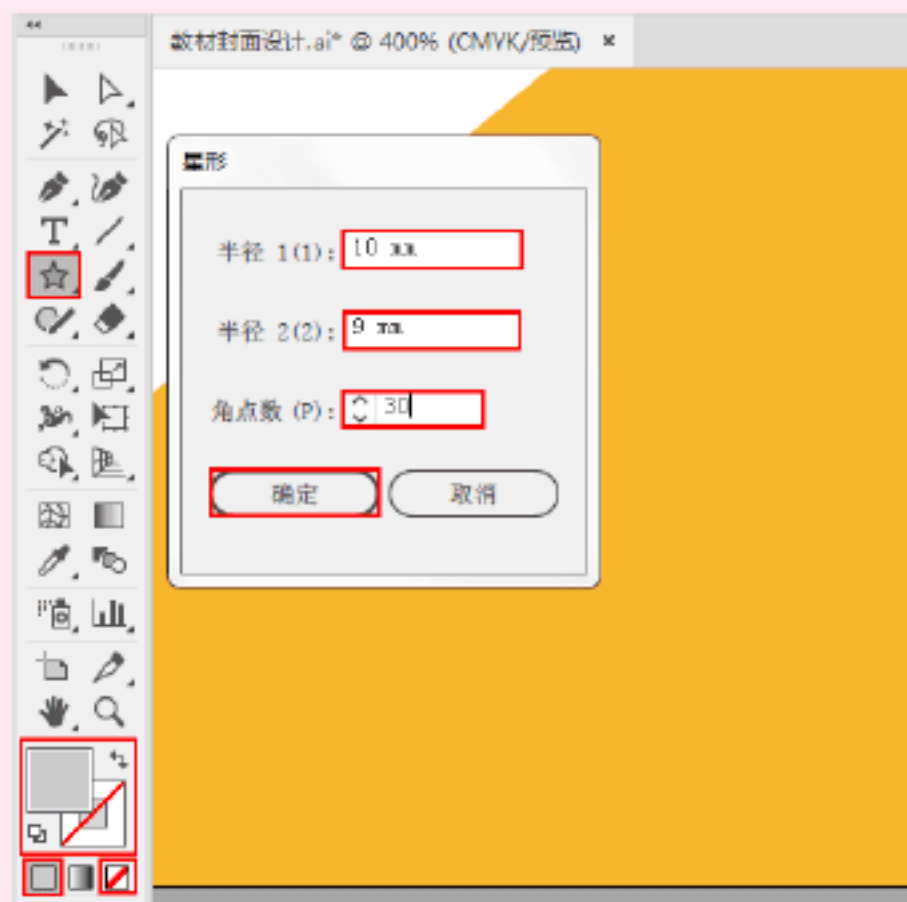 教材封面设计.ai* @ 400% (CMYK/预览) ×
星形
半径 1(1): 10 mm
半径 2(2): 9 mm
角点数 (P): 30
确定 取消